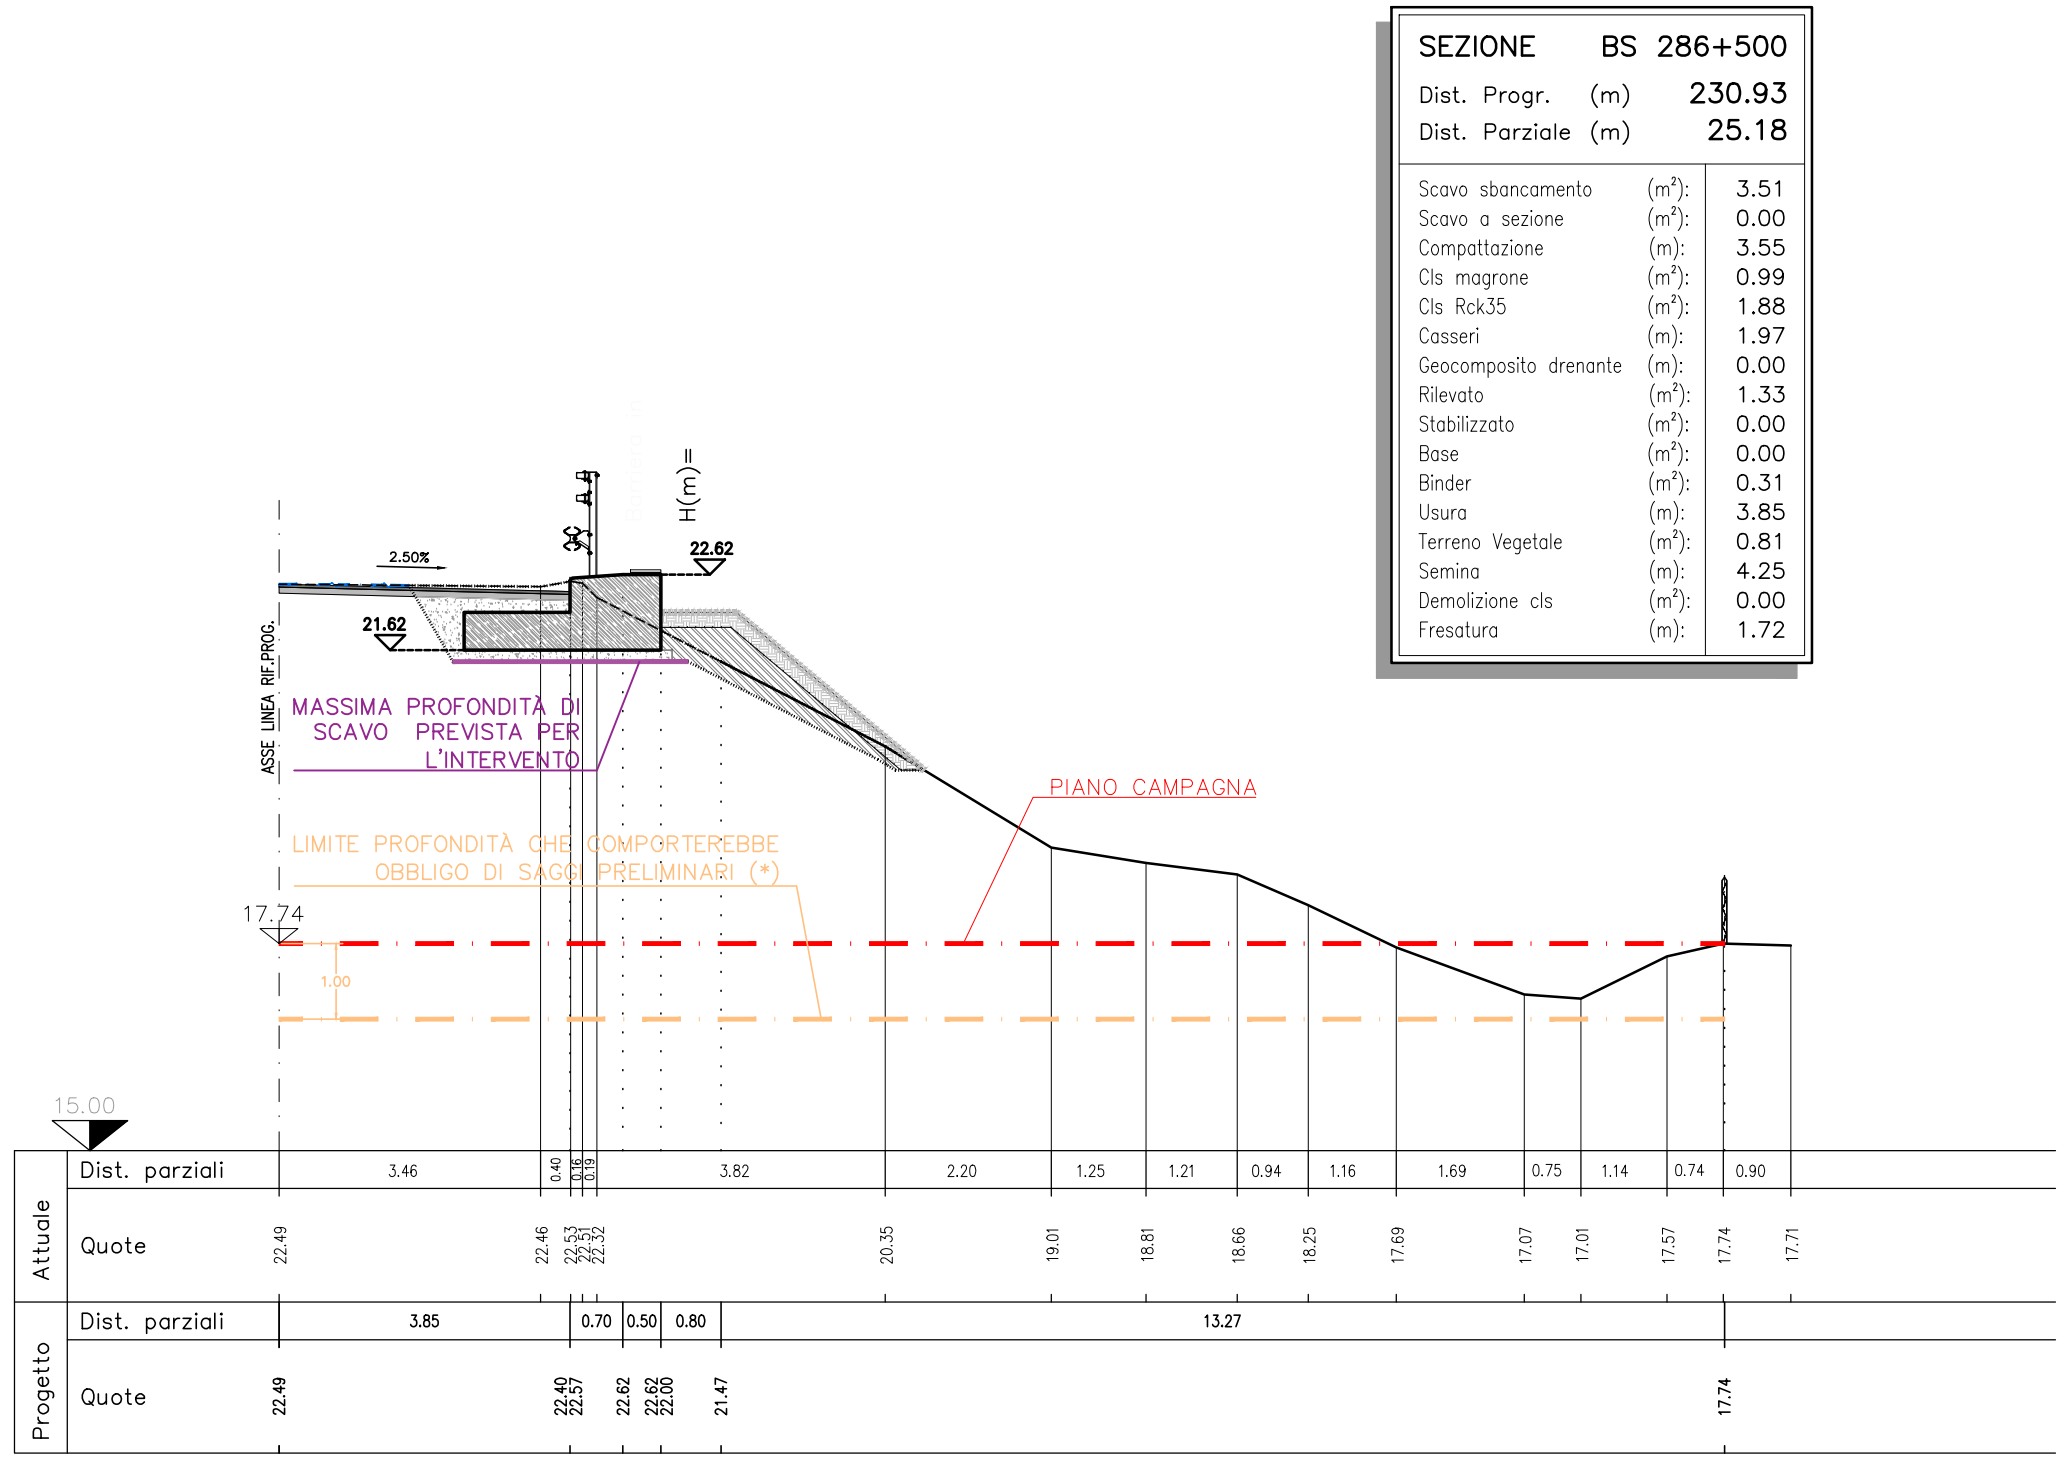 SEZIONE BS 286+500
Dist. Progr. (m) 230.93
Dist. Parziale (m) 25.18
Scavo sbancamento (m²): 3.51
Scavo a sezione (m²): 0.00
Compattazione (m): 3.55
Cls magrone (m²): 0.99
Cls Rck35 (m²): 1.88
Casseri (m): 1.97
Geocomposito drenante (m): 0.00
Rilevato (m²): 1.33
Stabilizzato (m²): 0.00
Base (m²): 0.00
Binder (m²): 0.31
Usura (m): 3.85
Terreno Vegetale (m²): 0.81
Semina (m): 4.25
Demolizione cls (m²): 0.00
Fresatura (m): 1.72
H(m)=
2.50%
22.62
21.62
ASSE LINEA RIF.PROG.
MASSIMA PROFONDITÀ DI
SCAVO PREVISTA PER
L'INTERVENTO
PIANO CAMPAGNA
LIMITE PROFONDITÀ CHE COMPORTEREBBE
OBBLIGO DI SAGGI PRELIMINARI (*)
17.74
1.00
15.00
Attuale
Dist. parziali 3.46 0.40 0.16 0.19 3.82 2.20 1.25 1.21 0.94 1.16 1.69 0.75 1.14 0.74 0.90
Quote 22.49 22.46 22.53 22.51 22.32 20.35 19.01 18.81 18.66 18.25 17.69 17.07 17.01 17.57 17.74 17.71
Progetto
Dist. parziali 3.85 0.70 0.50 0.80 13.27
Quote 22.49 22.40 22.57 22.62 22.62 22.00 21.47 17.74